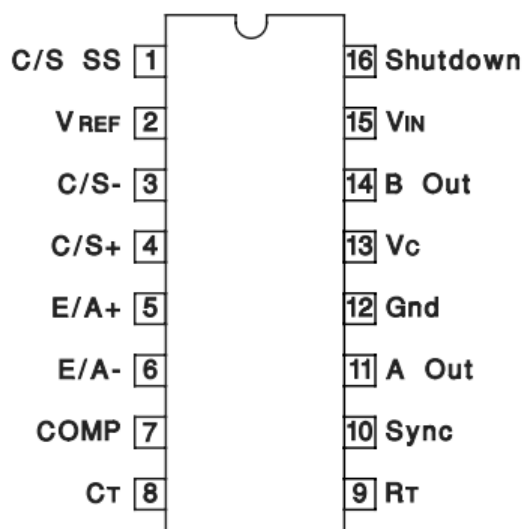 C/S SS 1 16 Shutdown
VREF 2 15 VIN
C/S- 3 14 B Out
C/S+ 4 13 VC
E/A+ 5 12 Gnd
E/A- 6 11 A Out
COMP 7 10 Sync
CT 8 9 RT